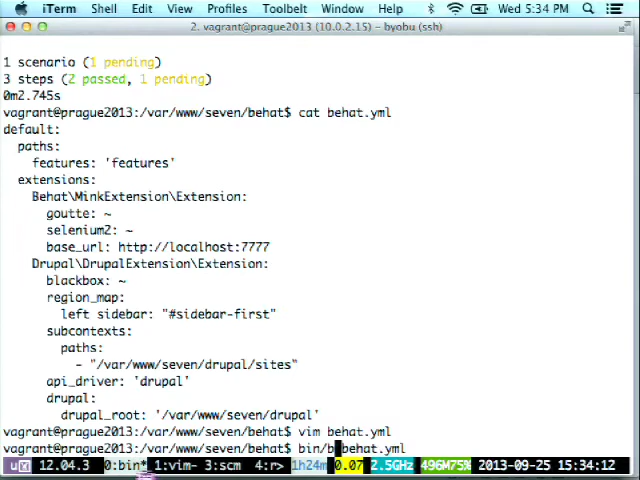 iTerm Shell Edit View Profiles Toolbelt Window Help Wed 5:34 PM
2. vagrant@prague2013 (10.0.2.15) – byobu (ssh)
1 scenario (1 pending)
3 steps (2 passed, 1 pending)
0m2.745s
vagrant@prague2013:/var/www/seven/behat$ cat behat.yml
default:
paths:
features: 'features'
extensions:
Behat\MinkExtension\Extension:
goutte: ~
selenium2: ~
base_url: http://localhost:7777
Drupal\DrupalExtension\Extension:
blackbox: ~
region_map:
left sidebar: "#sidebar-first"
subcontexts:
paths:
- "/var/www/seven/drupal/sites"
api_driver: 'drupal'
drupal:
drupal_root: '/var/www/seven/drupal'
vagrant@prague2013:/var/www/seven/behat$ vim behat.yml
vagrant@prague2013:/var/www/seven/behat$ bin/b behat.yml
12.04.3 0:bin* 1:vim- 3:scm 4:r> 1h24m 0.07 2.5GHz 496M75% 2013-09-25 15:34:12